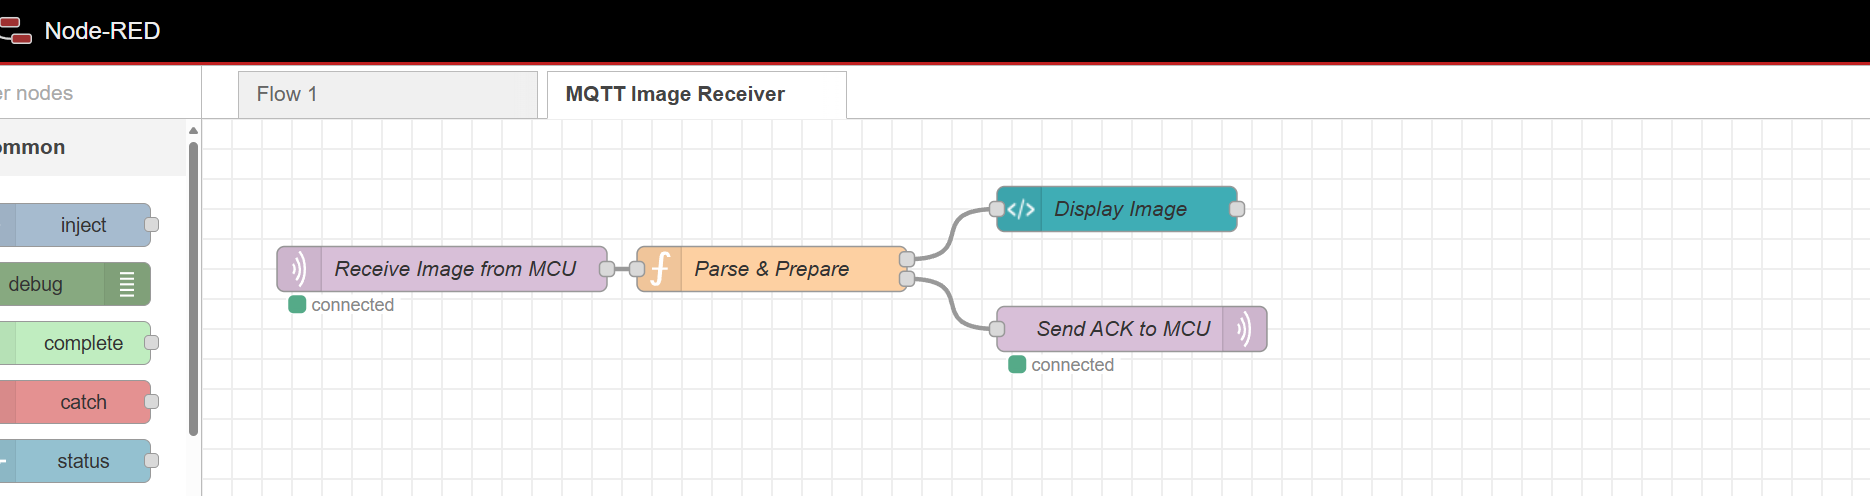 Node-RED
er nodes
Flow 1
MQTT Image Receiver
ommon
inject
debug
complete
catch
status
Receive Image from MCU
connected
Parse & Prepare
Display Image
Send ACK to MCU
connected